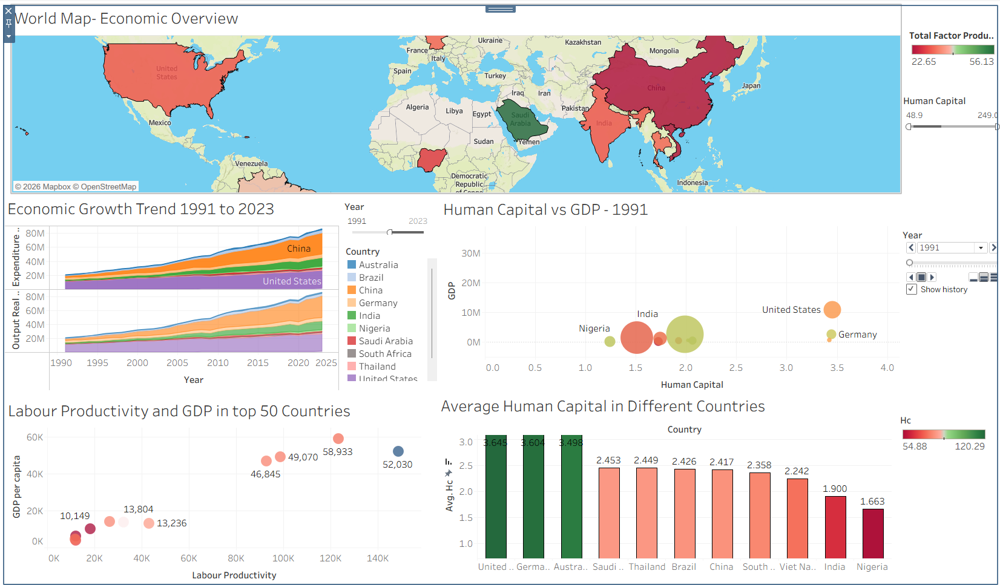 World Map- Economic Overview
Ukraine
Kazakhstan
France
Mongolia
Italy
United
States
Spain
Turkey
Japan
China
Iraq
Iran
Algeria
Libya
Egypt
Pakistan
Saudi
Arabia
Mexico
India
Sudan
Yemen
Venezuela
Democratic
Republic
of Congo
Indonesia
© 2026 Mapbox © OpenStreetMap
Total Factor Produ..
22.65 56.13
Human Capital
48.9 249.0
Economic Growth Trend 1991 to 2023
Expenditure ..
80M
60M
40M
20M
China
United States
Output Real ..
80M
60M
40M
20M
1990 1995 2000 2005 2010 2015 2020 2025
Year
Year
1991 2023
Country
Australia
Brazil
China
Germany
India
Nigeria
Saudi Arabia
South Africa
Thailand
United States
Human Capital vs GDP - 1991
GDP
30M
20M
10M
0M
India
Nigeria
United States
Germany
0.0 0.5 1.0 1.5 2.0 2.5 3.0 3.5 4.0
Human Capital
Year
1991
Show history
Labour Productivity and GDP in top 50 Countries
GDP per capita
60K
40K
20K
0K
58,933
52,030
49,070
46,845
13,804
10,149
13,236
0K 20K 40K 60K 80K 100K 120K 140K
Labour Productivity
Average Human Capital in Different Countries
Country
Avg. Hc
3.0
2.5
2.0
1.5
1.0
3.645 3.604 3.498 2.453 2.449 2.426 2.417 2.358 2.242 1.900 1.663
United .. Germa.. Austra.. Saudi .. Thailand Brazil China South .. Viet Na.. India Nigeria
Hc
54.88 120.29